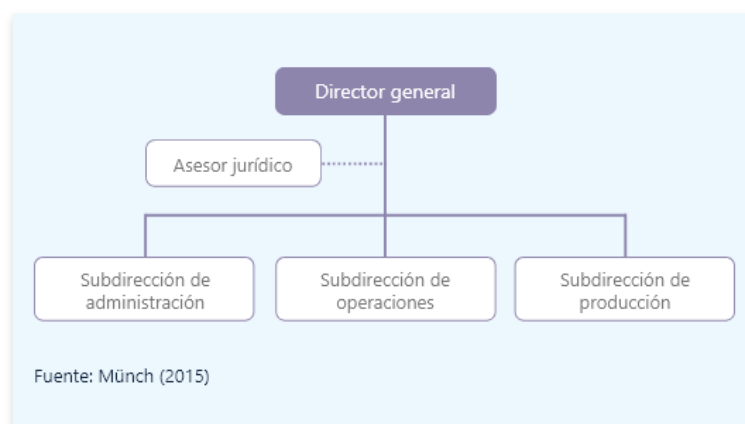 Director general
Asesor jurídico
Subdirección de
administración
Subdirección de
operaciones
Subdirección de
producción
Fuente: Münch (2015)